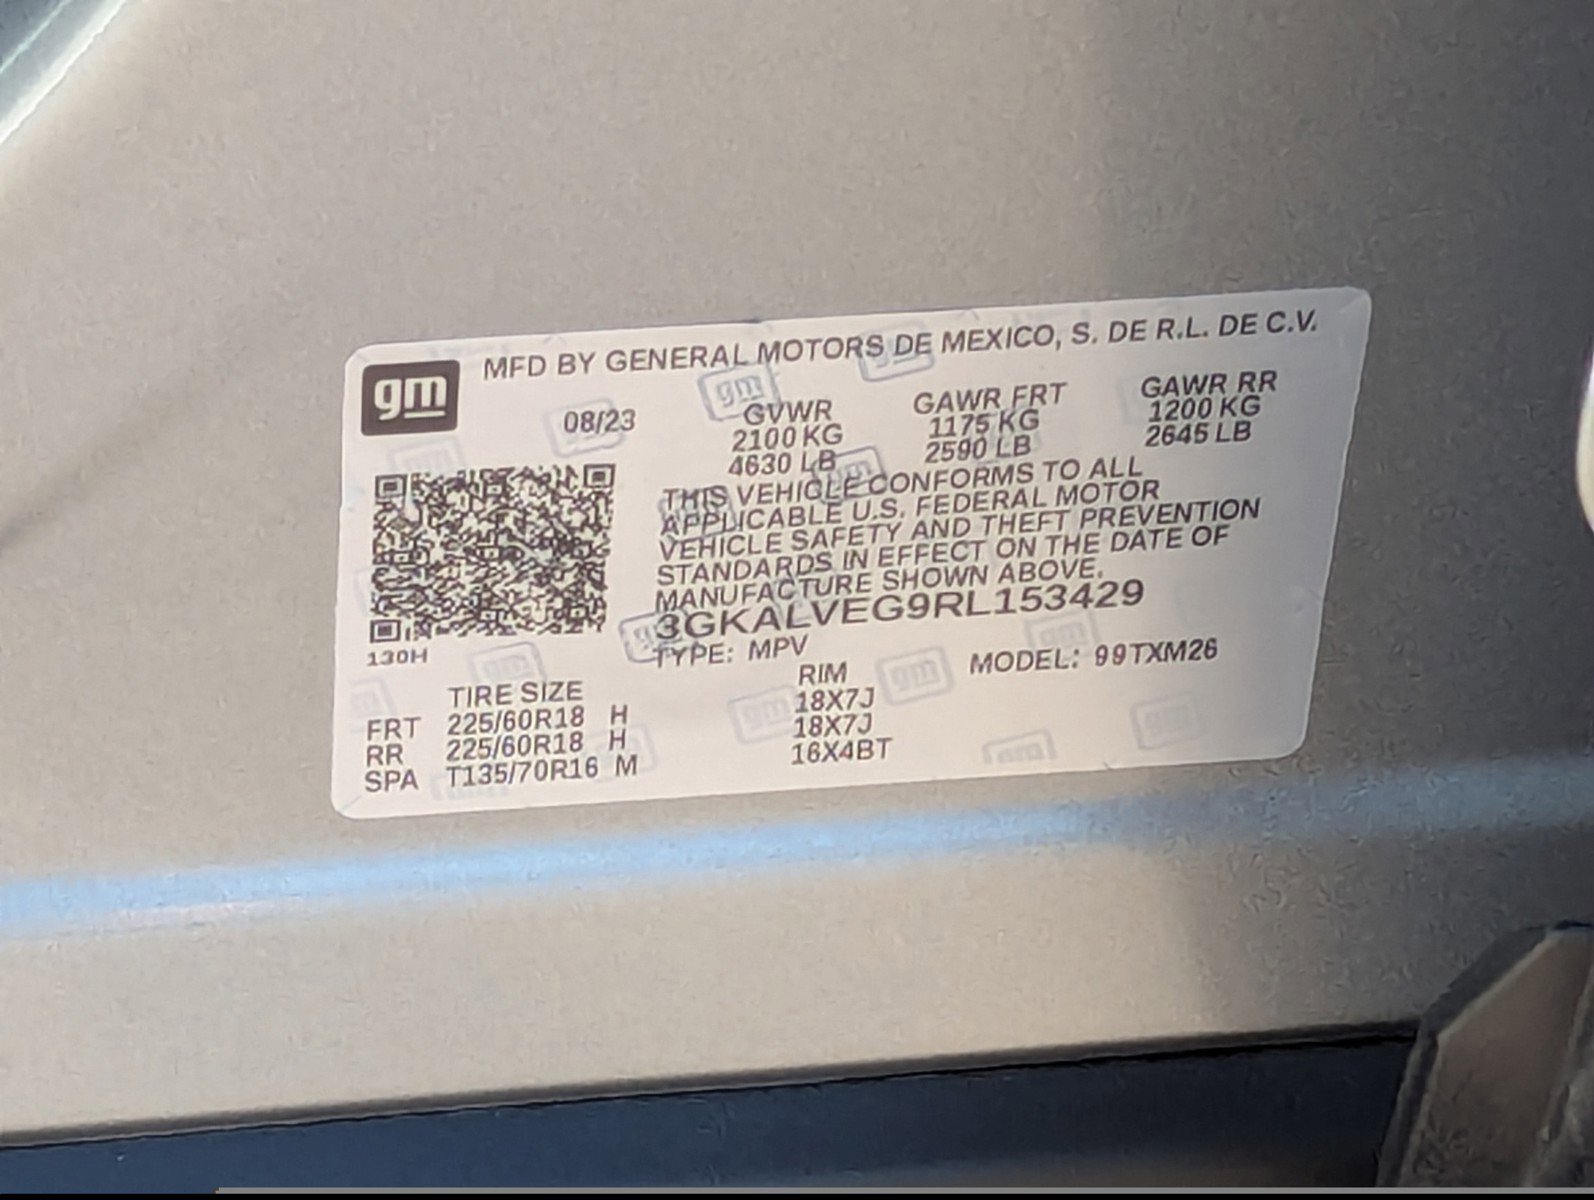 gm
MFD BY GENERAL MOTORS DE MEXICO, S. DE R.L. DE C.V.
08/23
GVWR GAWR FRT GAWR RR
2100 KG 1175 KG 1200 KG
4630 LB 2590 LB 2645 LB
THIS VEHICLE CONFORMS TO ALL
APPLICABLE U.S. FEDERAL MOTOR
VEHICLE SAFETY AND THEFT PREVENTION
STANDARDS IN EFFECT ON THE DATE OF
MANUFACTURE SHOWN ABOVE.
3GKALVEG9RL153429
130H
TYPE: MPV MODEL: 99TXM26
TIRE SIZE RIM
FRT 225/60R18 H 18X7J
RR 225/60R18 H 18X7J
SPA T135/70R16 M 16X4BT